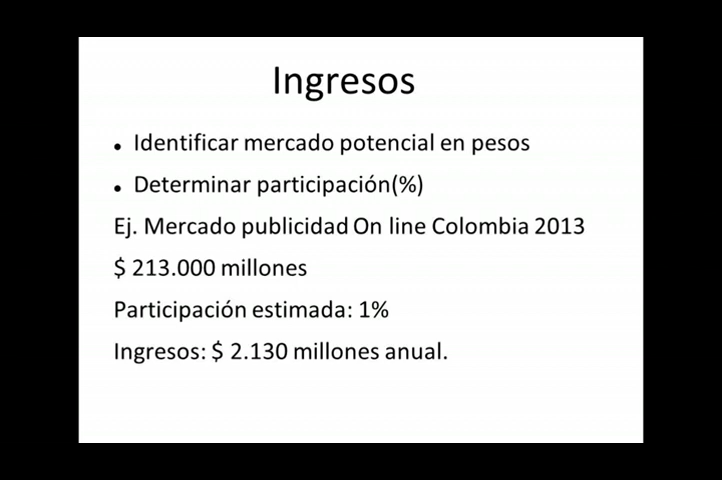 Ingresos
• Identificar mercado potencial en pesos
• Determinar participación(%)
Ej. Mercado publicidad On line Colombia 2013
$ 213.000 millones
Participación estimada: 1%
Ingresos: $ 2.130 millones anual.